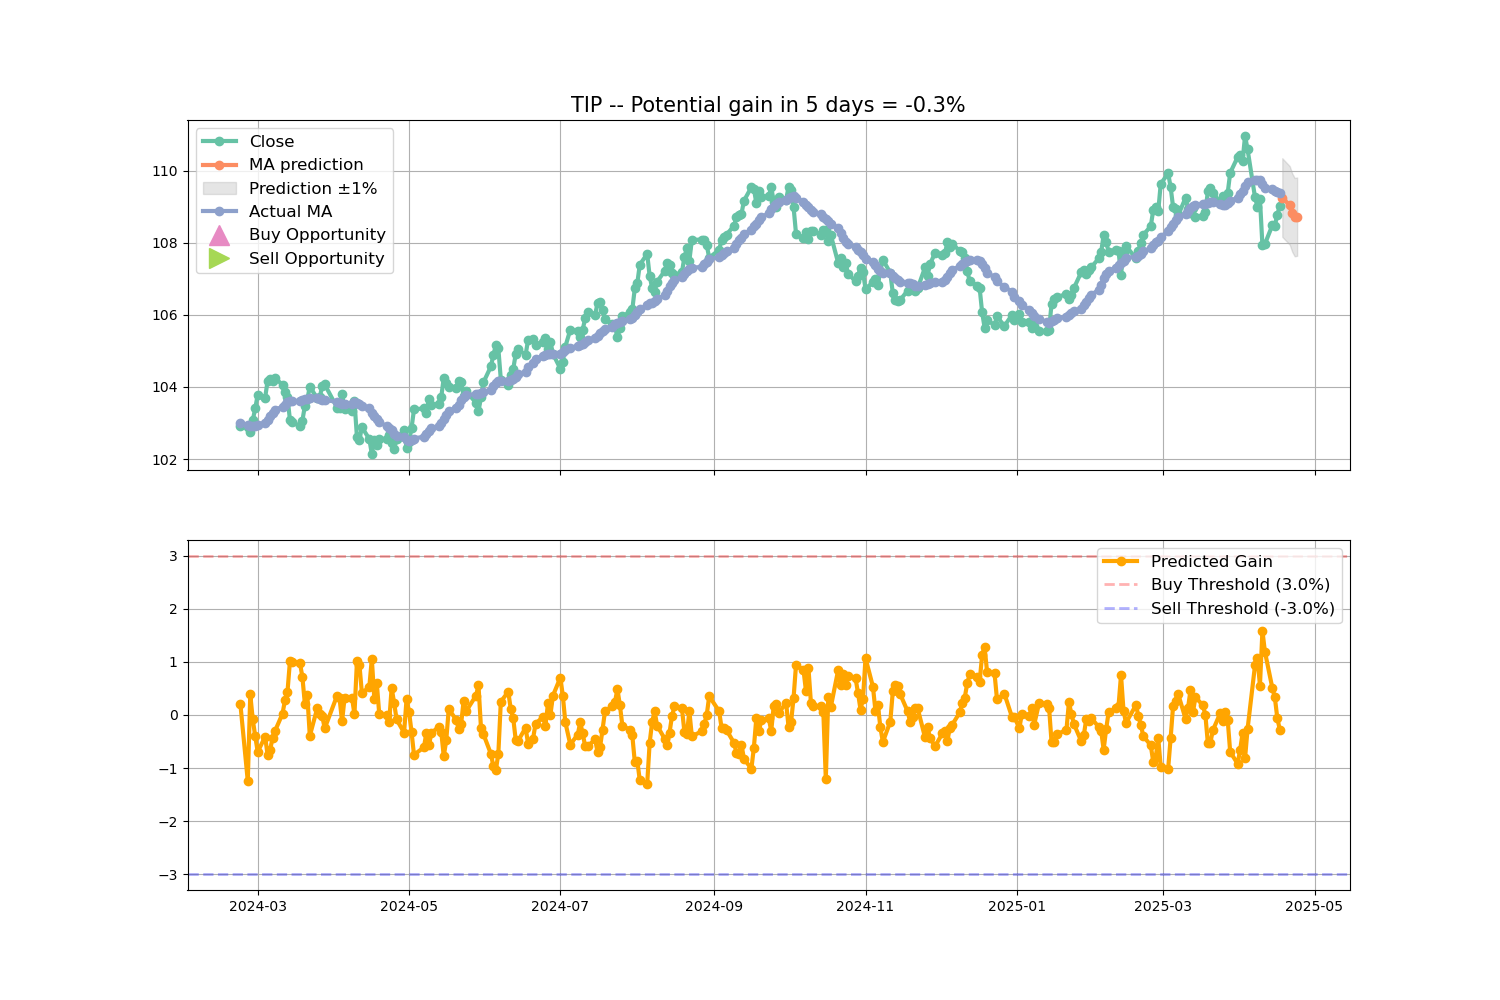 TIP -- Potential gain in 5 days = -0.3%
Close
MA prediction
Prediction ±1%
Actual MA
Buy Opportunity
Sell Opportunity
110
108
106
104
102
Predicted Gain
Buy Threshold (3.0%)
Sell Threshold (-3.0%)
3
2
1
0
−1
−2
−3
2024-03
2024-05
2024-07
2024-09
2024-11
2025-01
2025-03
2025-05